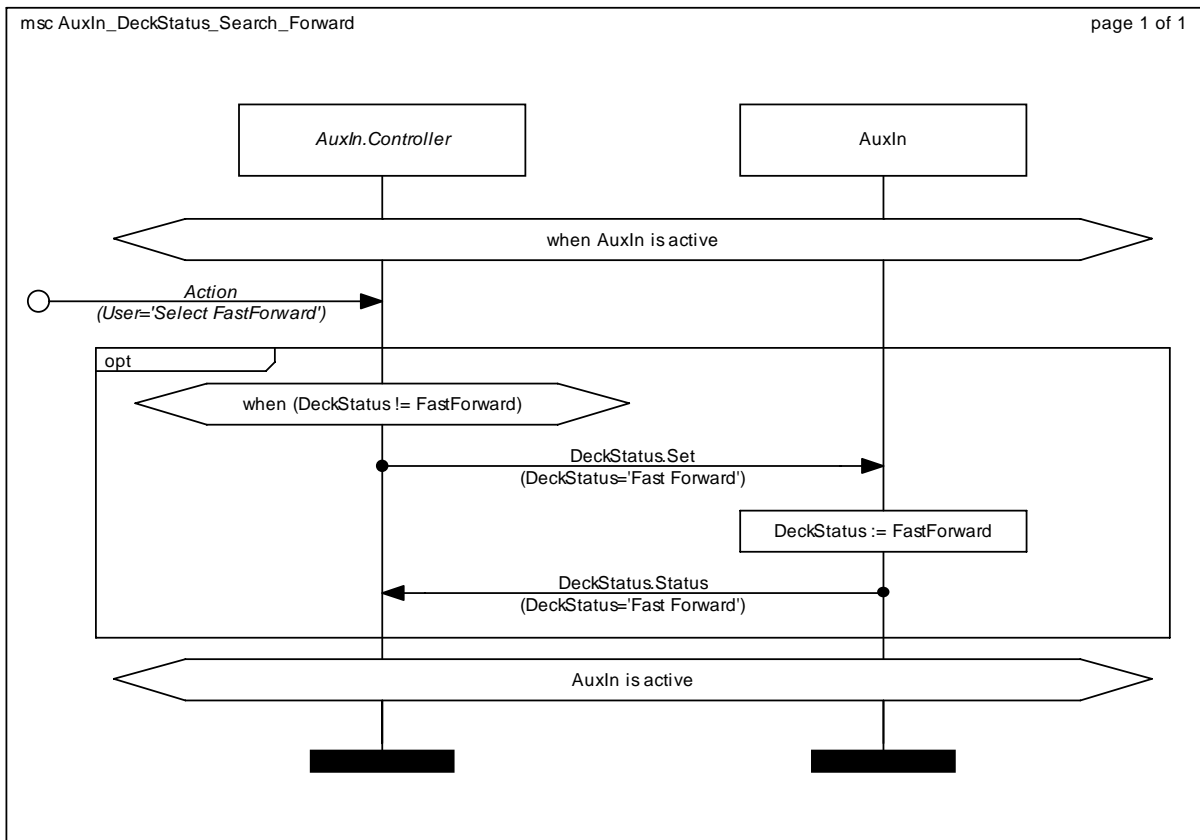 msc AuxIn_DeckStatus_Search_Forward
page 1 of 1
AuxIn.Controller
AuxIn
when AuxIn is active
Action
(User='Select FastForward')
opt
when (DeckStatus != FastForward)
DeckStatus.Set
(DeckStatus='Fast Forward')
DeckStatus := FastForward
DeckStatus.Status
(DeckStatus='Fast Forward')
AuxIn is active